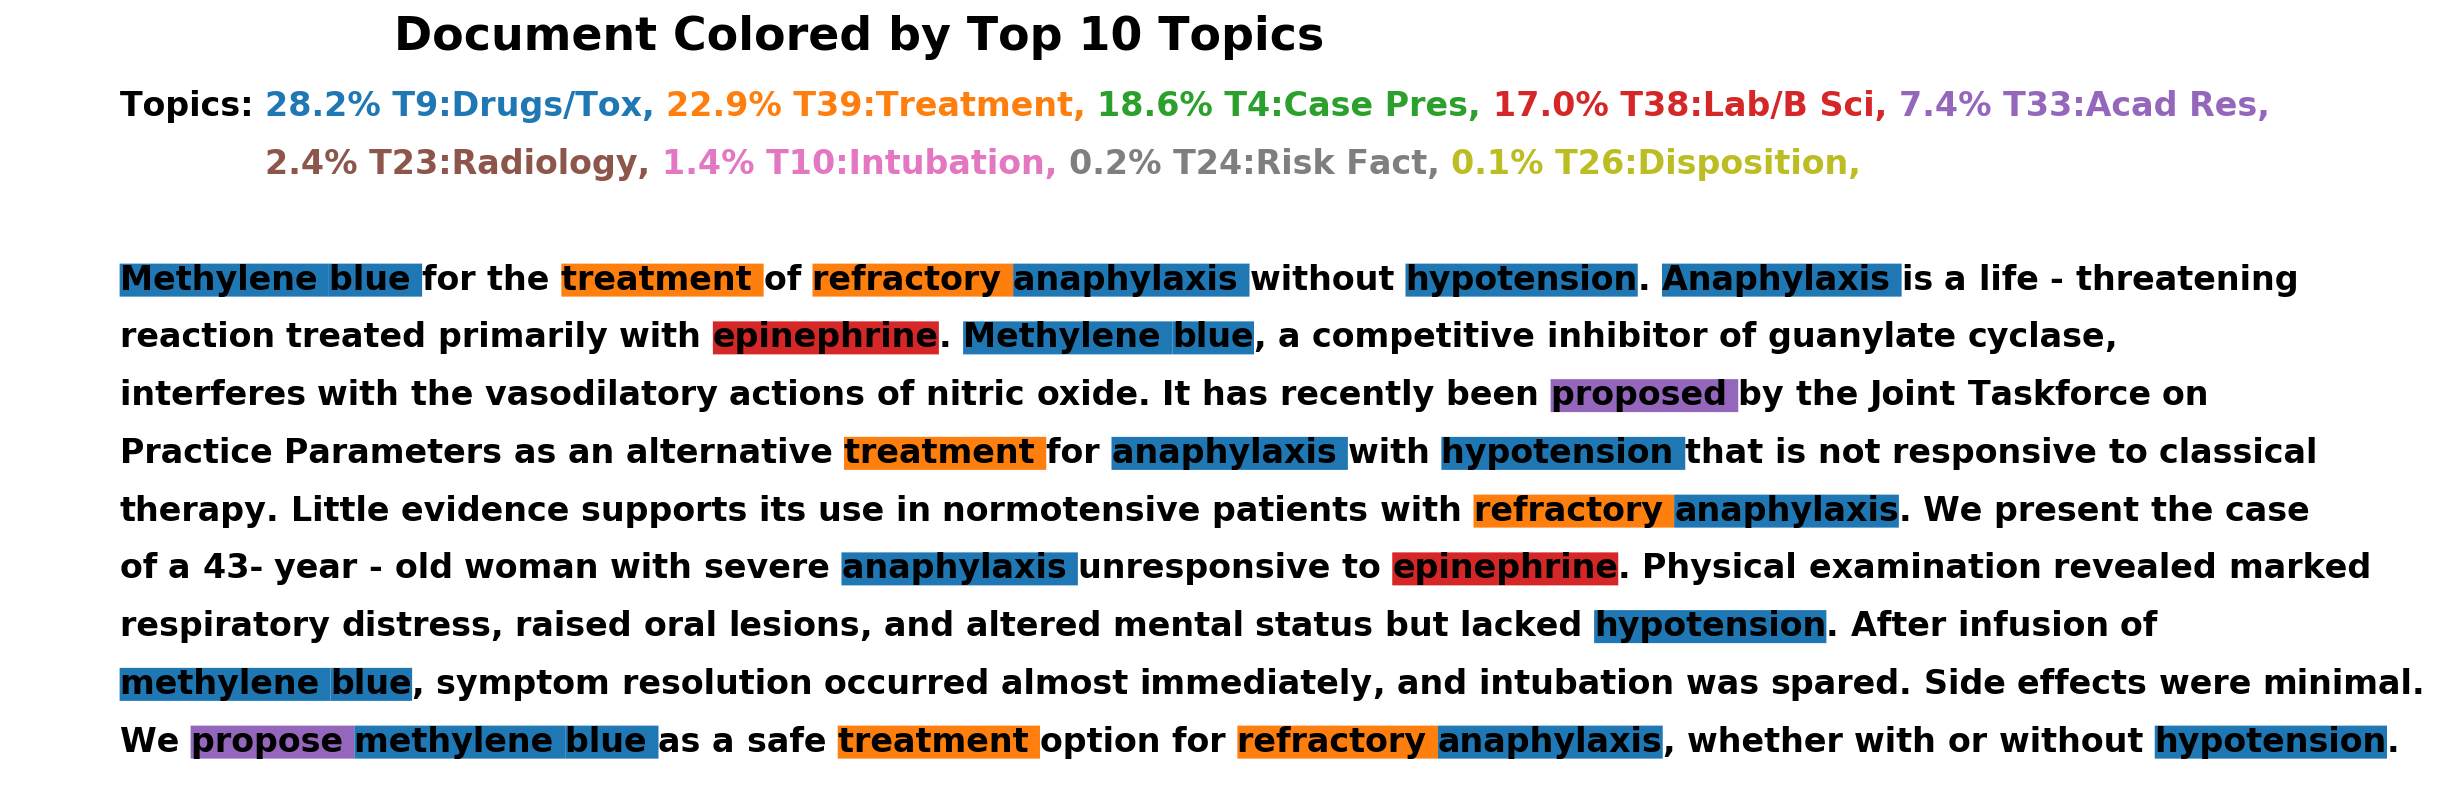 Document Colored by Top 10 Topics
Topics: 28.2% T9:Drugs/Tox, 22.9% T39:Treatment, 18.6% T4:Case Pres, 17.0% T38:Lab/B Sci, 7.4% T33:Acad Res,
2.4% T23:Radiology, 1.4% T10:Intubation, 0.2% T24:Risk Fact, 0.1% T26:Disposition,
Methylene blue for the treatment of refractory anaphylaxis without hypotension. Anaphylaxis is a life - threatening
reaction treated primarily with epinephrine. Methylene blue, a competitive inhibitor of guanylate cyclase,
interferes with the vasodilatory actions of nitric oxide. It has recently been proposed by the Joint Taskforce on
Practice Parameters as an alternative treatment for anaphylaxis with hypotension that is not responsive to classical
therapy. Little evidence supports its use in normotensive patients with refractory anaphylaxis. We present the case
of a 43- year - old woman with severe anaphylaxis unresponsive to epinephrine. Physical examination revealed marked
respiratory distress, raised oral lesions, and altered mental status but lacked hypotension. After infusion of
methylene blue, symptom resolution occurred almost immediately, and intubation was spared. Side effects were minimal.
We propose methylene blue as a safe treatment option for refractory anaphylaxis, whether with or without hypotension.